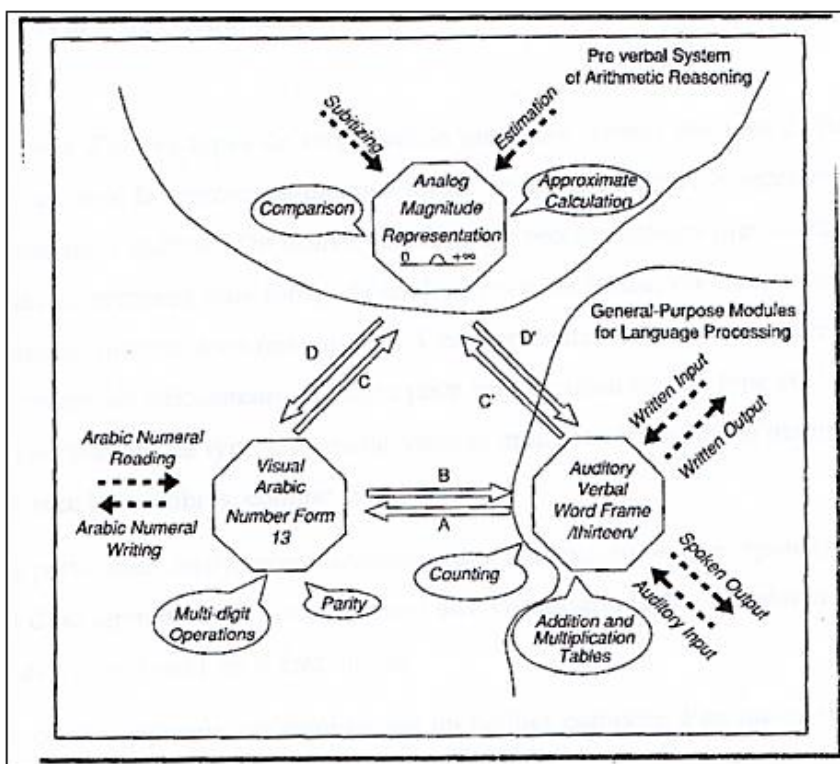 Pre verbal System
of Arithmetic Reasoning
Subitizing
Estimation
Analog
Magnitude
Representation
0 +∞
Comparison
Approximate
Calculation
General-Purpose Modules
for Language Processing
D
C
D'
C'
Written Input
Written Output
Arabic Numeral
Reading
Arabic Numeral
Writing
Visual
Arabic
Number Form
13
B
A
Auditory
Verbal
Word Frame
/thirteen/
Counting
Spoken Output
Auditory Input
Multi-digit
Operations
Parity
Addition and
Multiplication
Tables